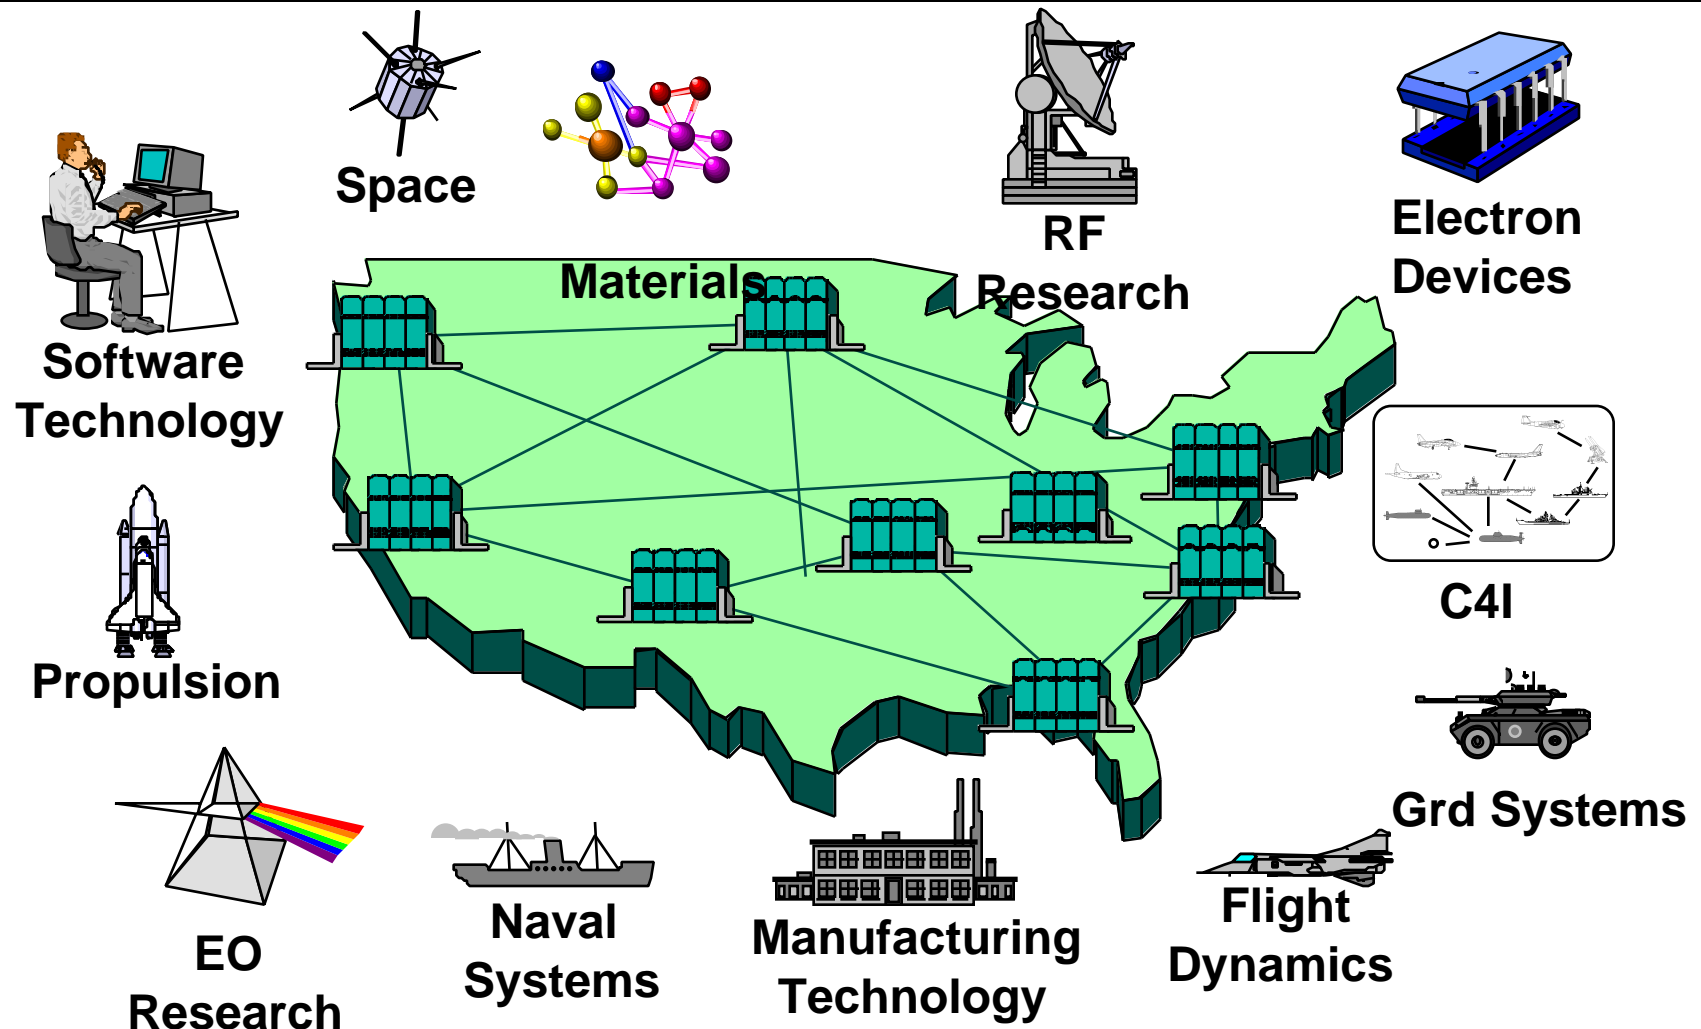 Space
Materials
RF
Research
Electron
Devices
Software
Technology
C4I
Propulsion
Grd Systems
EO
Research
Naval
Systems
Manufacturing
Technology
Flight
Dynamics